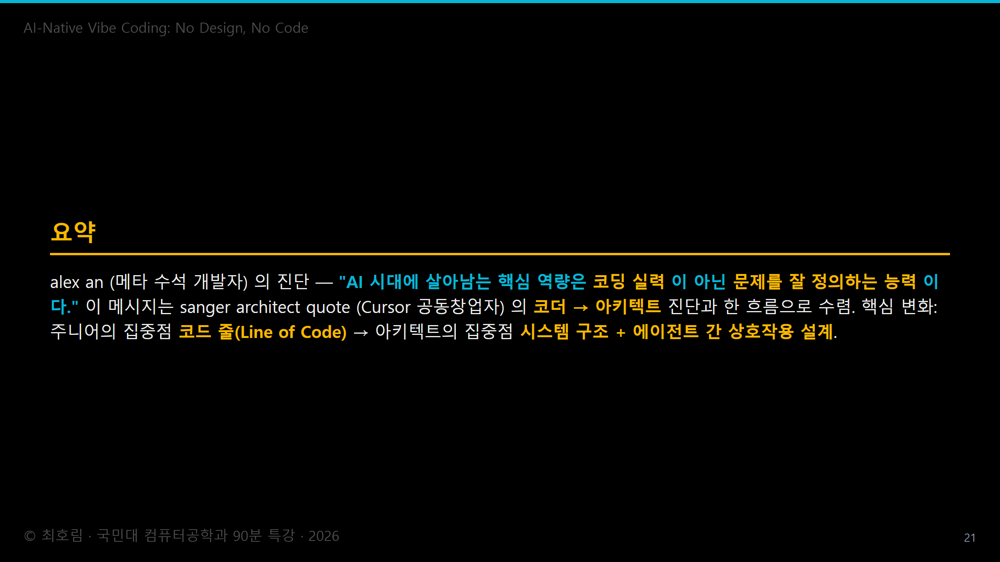 AI-Native Vibe Coding: No Design, No Code
요약
alex an (메타 수석 개발자) 의 진단 — "AI 시대에 살아남는 핵심 역량은 코딩 실력 이 아닌 문제를 잘 정의하는 능력 이
다." 이 메시지는 sanger architect quote (Cursor 공동창업자) 의 코더 → 아키텍트 진단과 한 흐름으로 수렴. 핵심 변화:
주니어의 집중점 코드 줄(Line of Code) → 아키텍트의 집중점 시스템 구조 + 에이전트 간 상호작용 설계.
© 최호림 · 국민대 컴퓨터공학과 90분 특강 · 2026
21